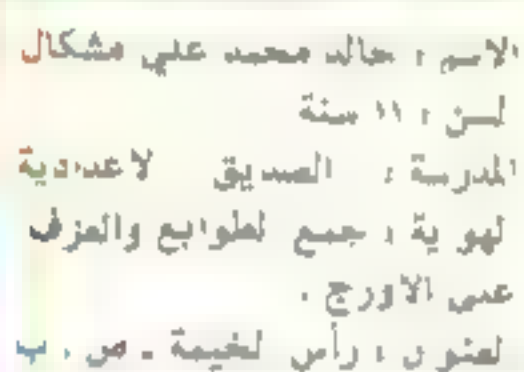 الاسم : خالد محمد علي مشكال
السن : ١١ سنة
المدرسة : الصديق الاعدادية
الهواية : جمع الطوابع والعزف
على الاورج .
العنوان : رأس الخيمة - ص . ب